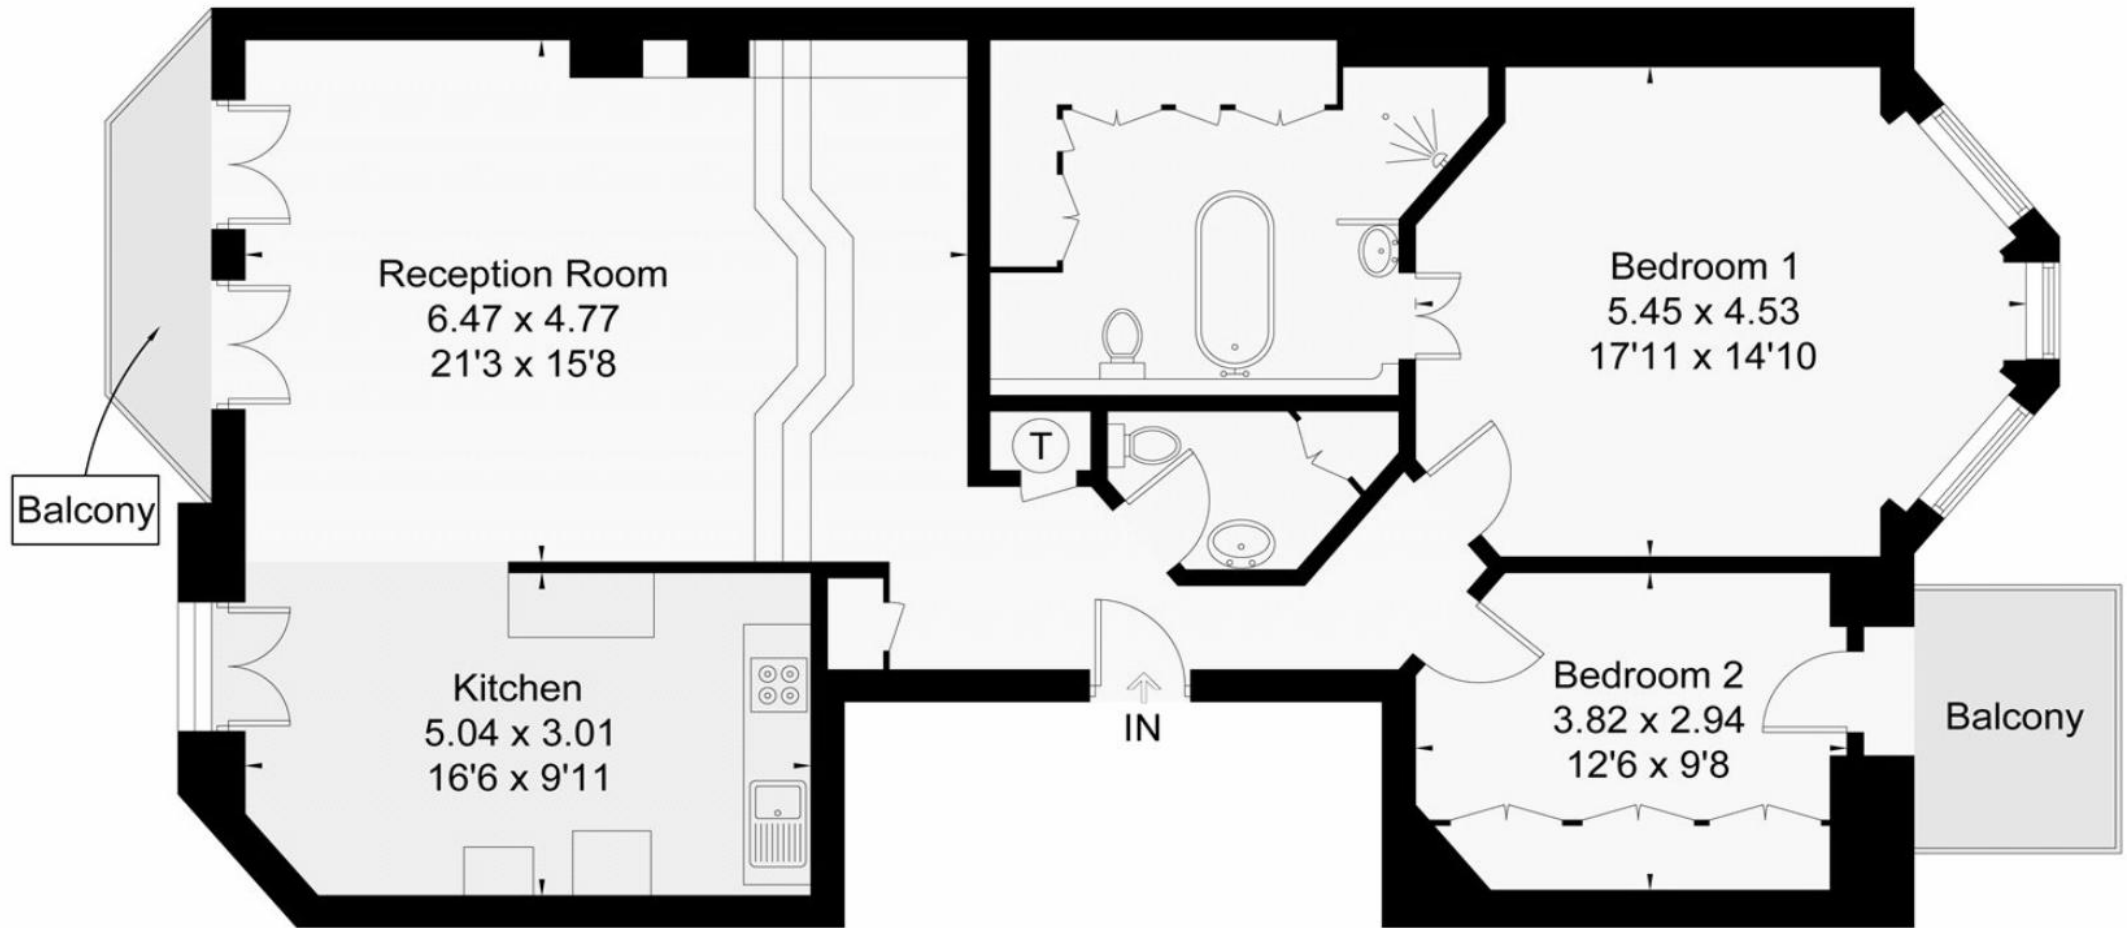 Reception Room
6.47 x 4.77
21'3 x 15'8
Balcony
Kitchen
5.04 x 3.01
16'6 x 9'11
T
IN
Bedroom 1
5.45 x 4.53
17'11 x 14'10
Bedroom 2
3.82 x 2.94
12'6 x 9'8
Balcony